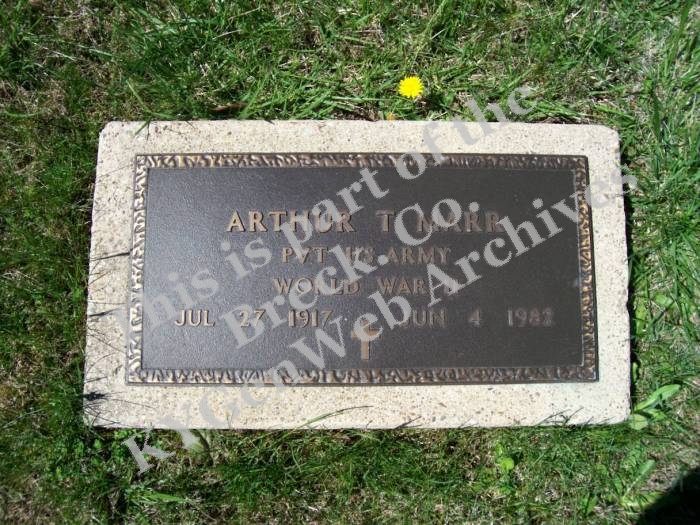 ARTHUR T MARR
PVT US ARMY
WORLD WAR II
JUL 27 1917 JUN 4 1982
This is part of the
Breck. Co.
KYGenWeb Archives